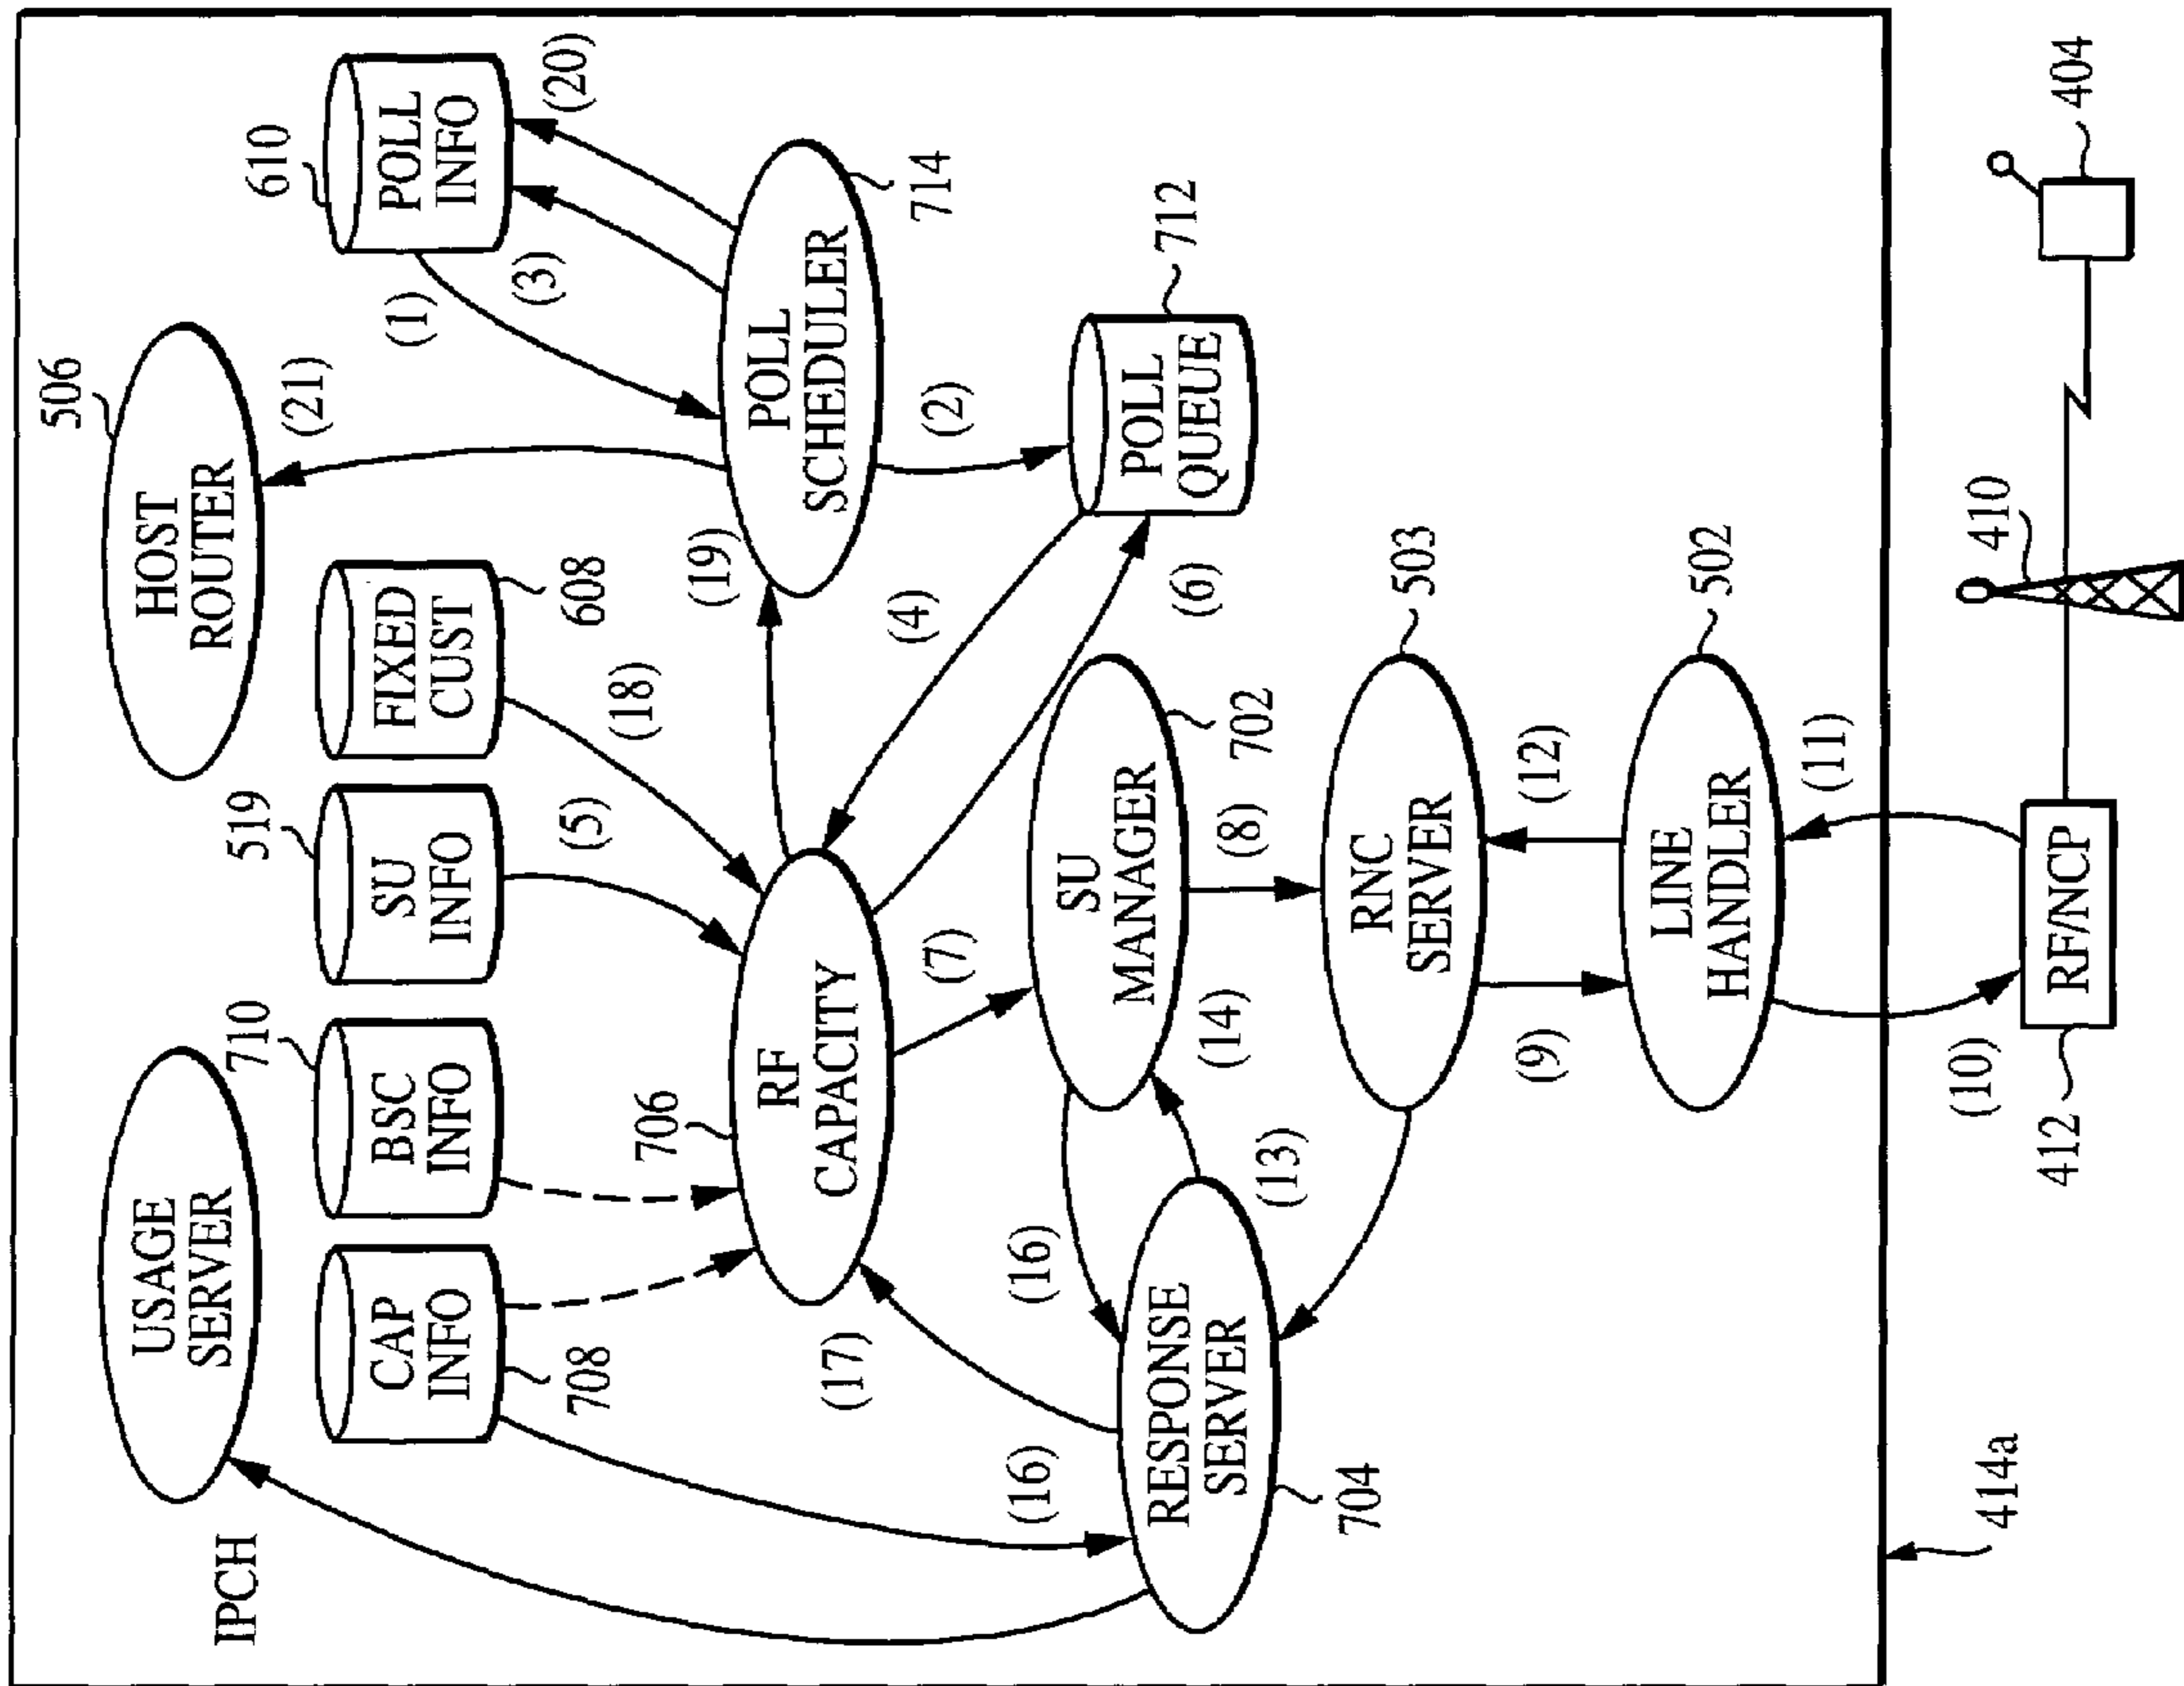 IPCH
USAGE
SERVER
HOST
ROUTER
506
(21)
CAP
INFO
708
BSC
INFO
710
SU
INFO
519
FIXED
CUST
608
POLL
INFO
610
(1)
(3)
(20)
(5)
(18)
(19)
706
RF
CAPACITY
POLL
SCHEDULER
714
(17)
(7)
(4)
(2)
(6)
POLL
QUEUE
712
(16)
(16)
RESPONSE
SERVER
704
(13)
(14)
SU
MANAGER
702
(8)
RNC
SERVER
503
(9)
(12)
LINE
HANDLER
502
(10)
(11)
414a
412
RF/NCP
410
404